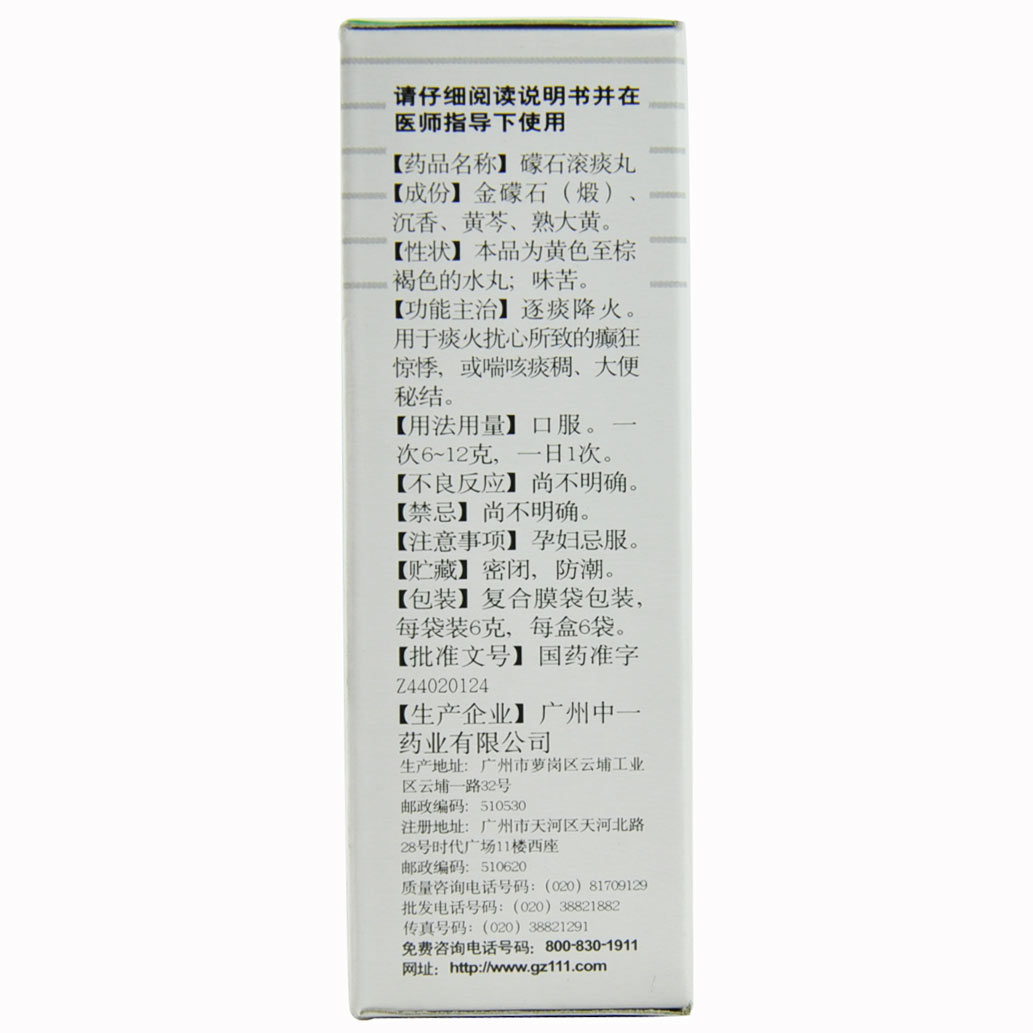 请仔细阅读说明书并在
医师指导下使用
【药品名称】礞石滚痰丸
【成份】金礞石（煅）、
沉香、黄芩、熟大黄。
【性状】本品为黄色至棕
褐色的水丸；味苦。
【功能主治】逐痰降火。
用于痰火扰心所致的癫狂
惊悸，或喘咳痰稠、大便
秘结。
【用法用量】口服。一
次6~12克，一日1次。
【不良反应】尚不明确。
【禁忌】尚不明确。
【注意事项】孕妇忌服。
【贮藏】密闭，防潮。
【包装】复合膜袋包装，
每袋装6克，每盒6袋。
【批准文号】国药准字
Z44020124
【生产企业】广州中一
药业有限公司
生产地址：广州市萝岗区云埔工业
区云埔一路32号
邮政编码：510530
注册地址：广州市天河区天河北路
28号时代广场11楼西座
邮政编码：510620
质量咨询电话号码：（020）81709129
批发电话号码：（020）38821882
传真号码：（020）38821291
免费咨询电话号码：800-830-1911
网址：http://www.gz111.com